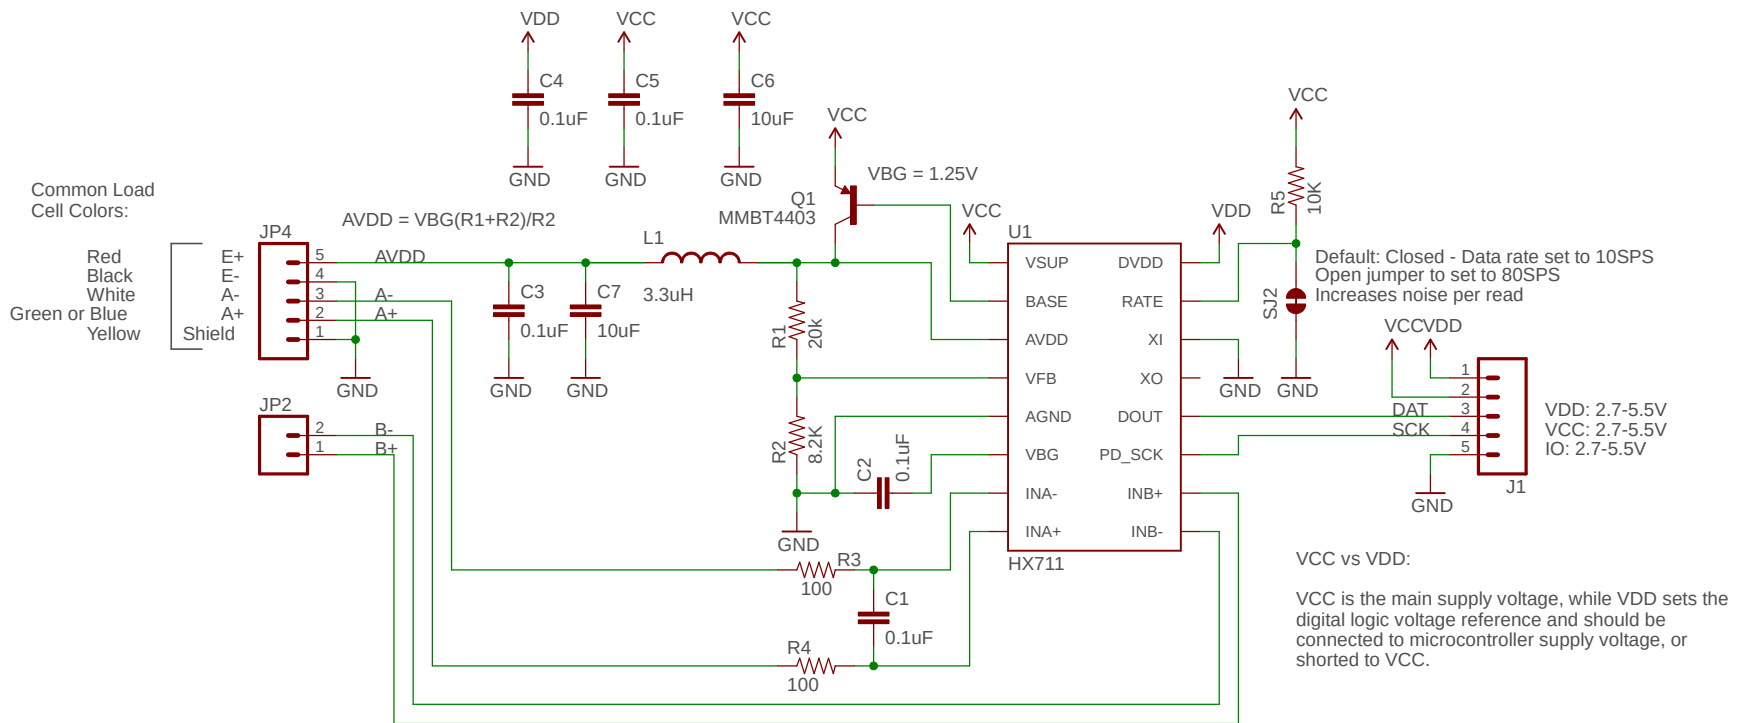 VDD
VCC
VCC
C4
0.1uF
GND
C5
0.1uF
GND
C6
10uF
GND
VCC
VBG = 1.25V
Q1
MMBT4403
Common Load
Cell Colors:
JP4
AVDD = VBG(R1+R2)/R2
Red
Black
White
Green or Blue
Yellow
E+
E-
A-
A+
Shield
5
4
3
2
1
AVDD
A-
A+
GND
C3
0.1uF
GND
C7
10uF
GND
L1
3.3uH
R1
20k
R2
8.2K
GND
C2
0.1uF
JP2
2
1
B-
B+
R3
100
C1
0.1uF
R4
100
VCC
U1
VSUP
BASE
AVDD
VFB
AGND
VBG
INA-
INA+
DVDD
RATE
XI
XO
DOUT
PD_SCK
INB+
INB-
HX711
VDD
GND
VCC
R5
10K
SJ2
GND
Default: Closed - Data rate set to 10SPS
Open jumper to set to 80SPS
Increases noise per read
VCC
VDD
1
2
3
4
5
DAT
SCK
GND
J1
VDD: 2.7-5.5V
VCC: 2.7-5.5V
IO: 2.7-5.5V
VCC vs VDD:
VCC is the main supply voltage, while VDD sets the
digital logic voltage reference and should be
connected to microcontroller supply voltage, or
shorted to VCC.